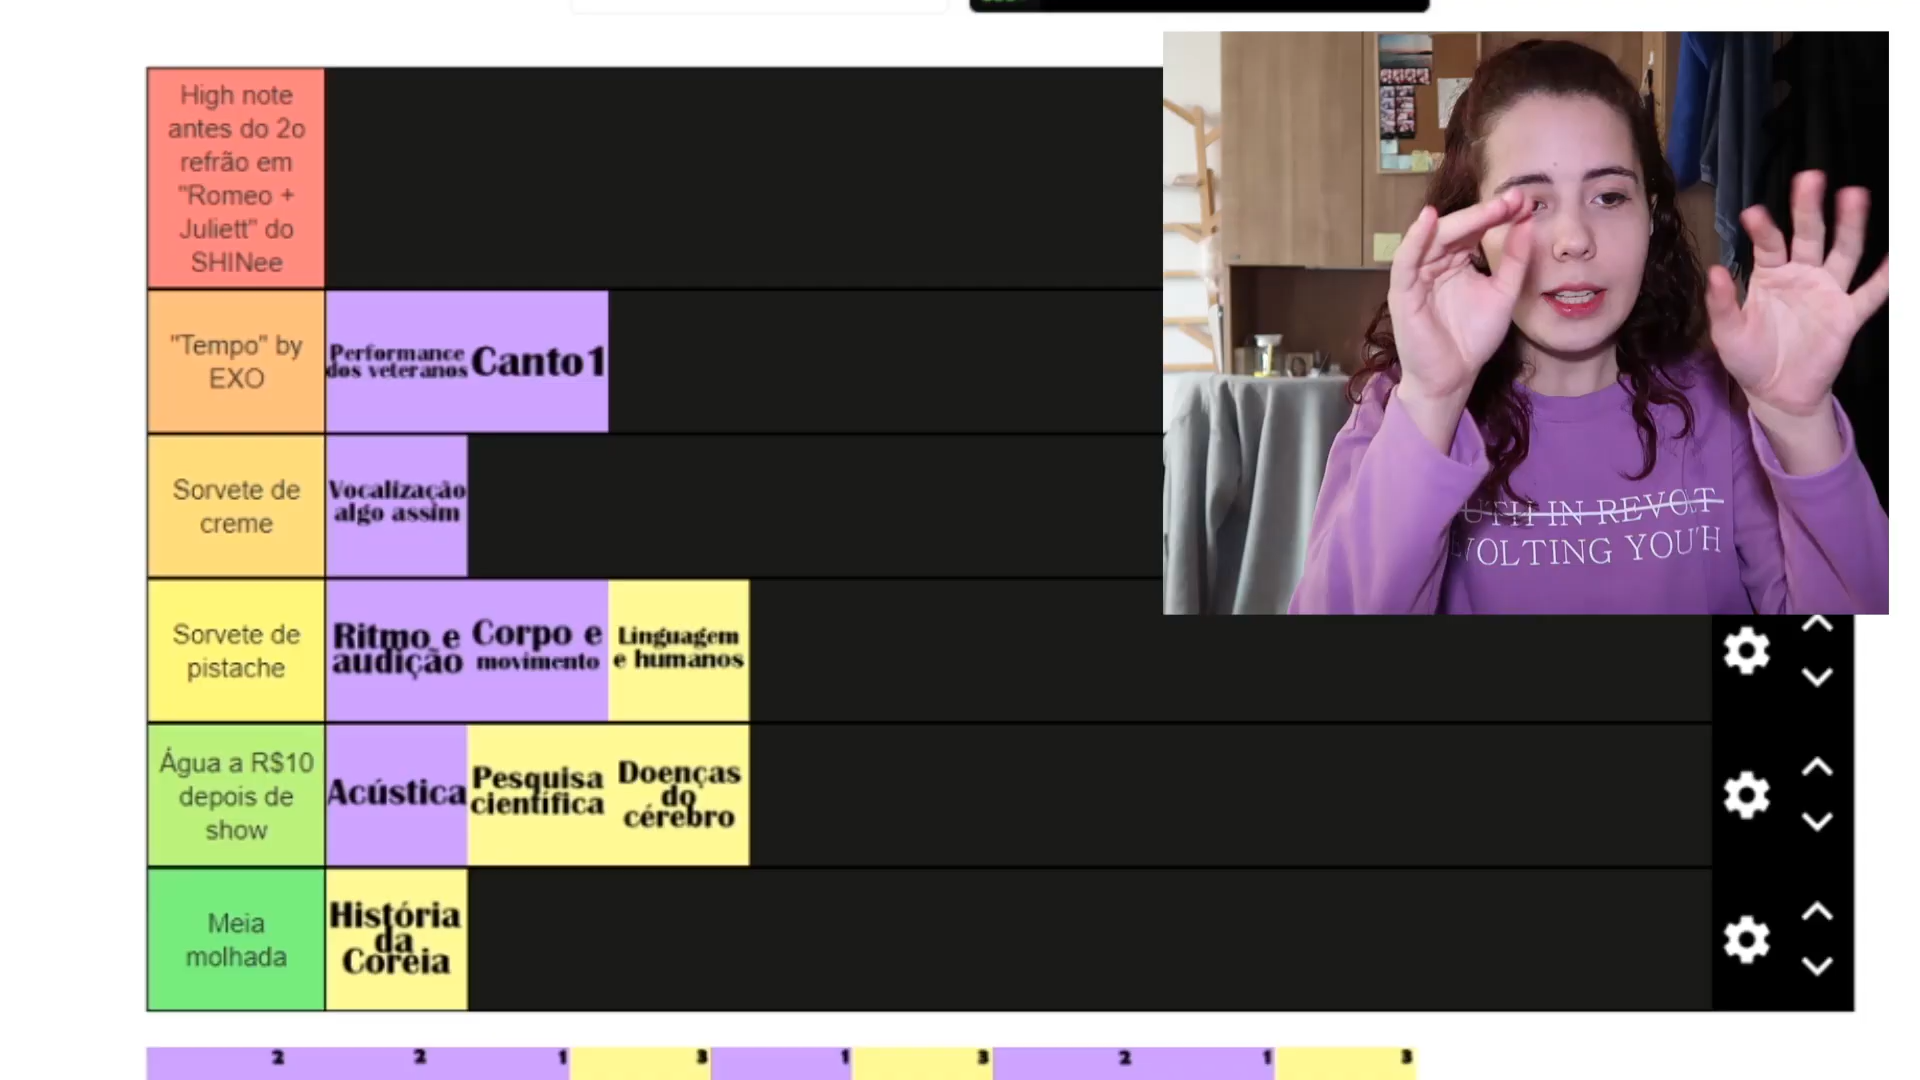 High note
antes do 2o
refrão em
"Romeo +
Juliett" do
SHINee
"Tempo" by
EXO
Performance
dos veteranos
Canto 1
Sorvete de
creme
Vocalização
algo assim
Sorvete de
pistache
Ritmo e
audição
Corpo e
movimento
Linguagem
e humanos
Água a R$10
depois de
show
Acústica
Pesquisa
científica
Doenças
do
cérebro
Meia
molhada
História
da
Coreia
UTH IN REVOLT
VOLTING YOUTH
2 2 1 3 1 3 2 1 3